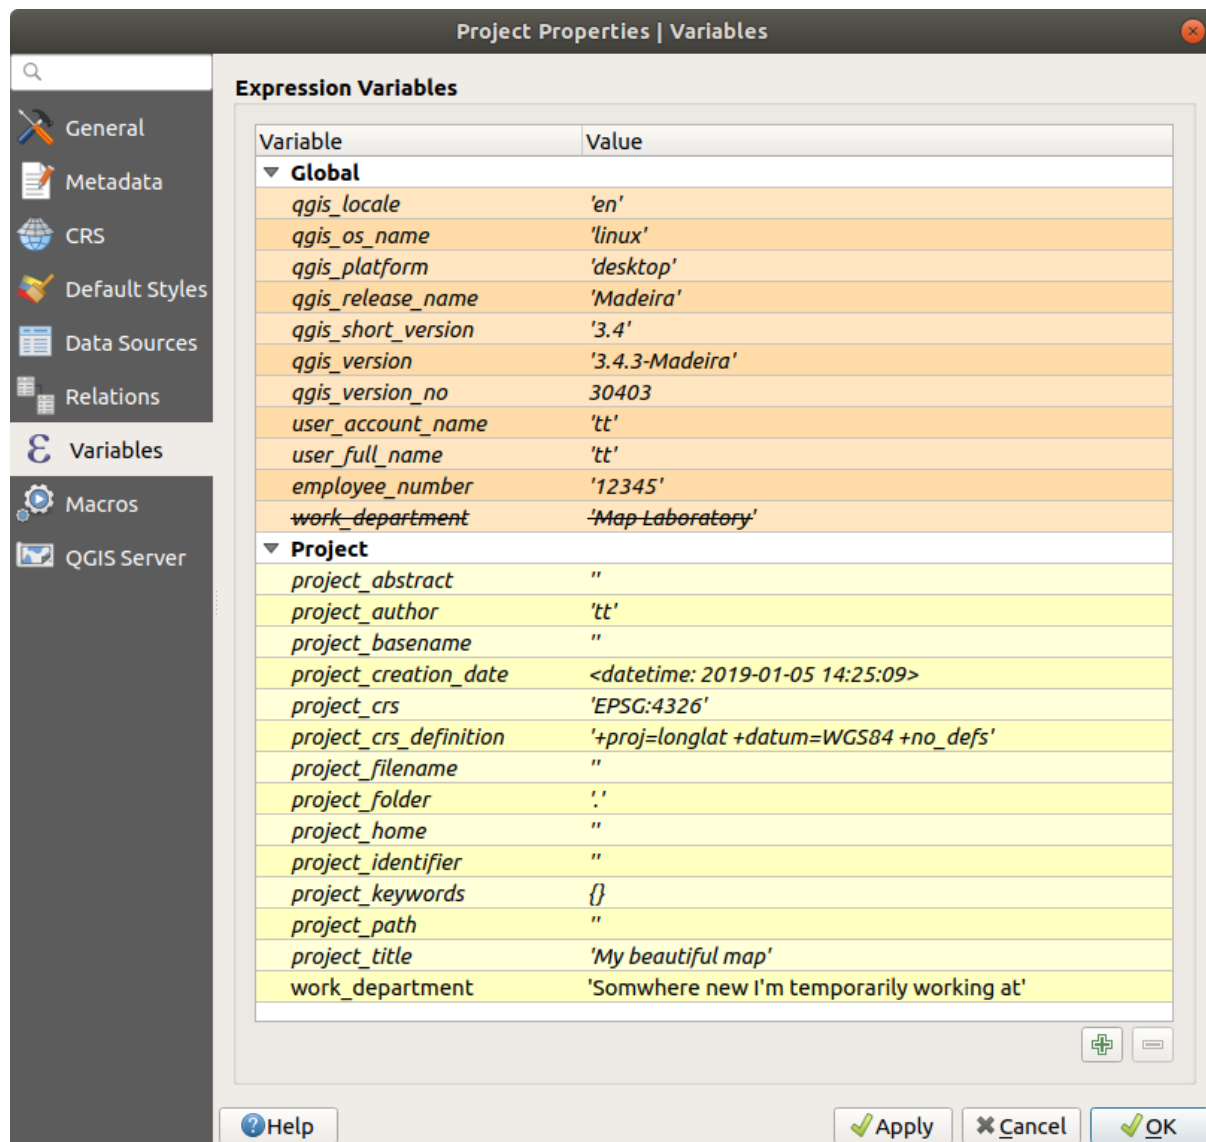 Project Properties | Variables
General
Metadata
CRS
Default Styles
Data Sources
Relations
Variables
Macros
QGIS Server
Expression Variables
Variable Value
Global
qgis_locale 'en'
qgis_os_name 'linux'
qgis_platform 'desktop'
qgis_release_name 'Madeira'
qgis_short_version '3.4'
qgis_version '3.4.3-Madeira'
qgis_version_no 30403
user_account_name 'tt'
user_full_name 'tt'
employee_number '12345'
work_department 'Map Laboratory'
Project
project_abstract ''
project_author 'tt'
project_basename ''
project_creation_date <datetime: 2019-01-05 14:25:09>
project_crs 'EPSG:4326'
project_crs_definition '+proj=longlat +datum=WGS84 +no_defs'
project_filename ''
project_folder '.'
project_home ''
project_identifier ''
project_keywords {}
project_path ''
project_title 'My beautiful map'
work_department 'Somwhere new I'm temporarily working at'
Help Apply Cancel OK